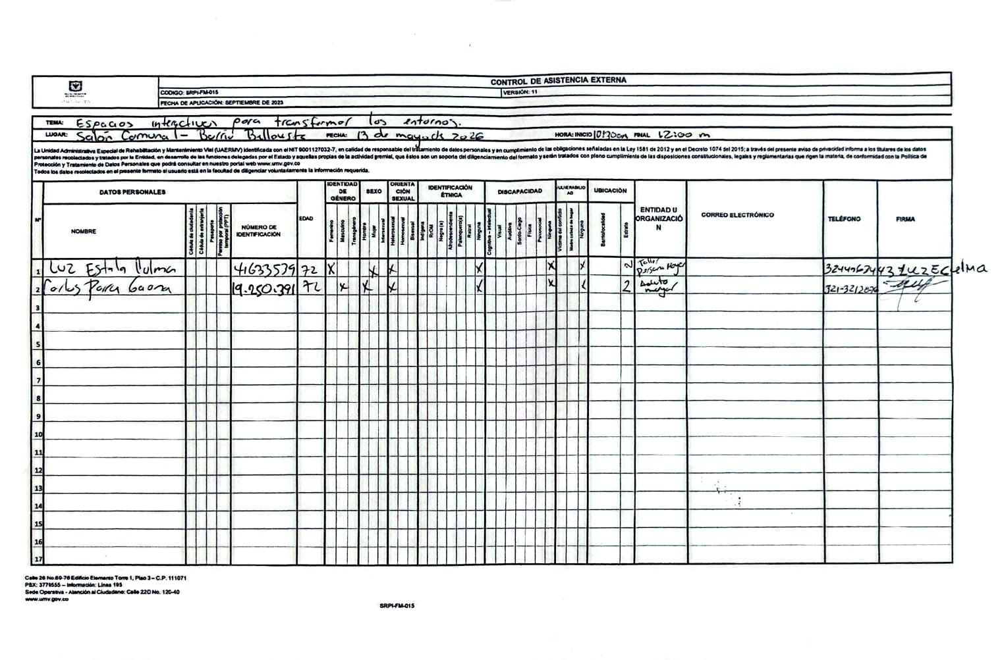 CONTROL DE ASISTENCIA EXTERNA
CODIGO: SRPI-FM-015
VERSIÓN: 11
FECHA DE APLICACIÓN: SEPTIEMBRE DE 2023
TEMA: Espacios interactivos para transformar los entornos.
LUGAR: Salón Comunal - Barrio Bellavista FECHA: 13 de mayo de 2026 HORA: INICIO 10:30am FINAL 12:00 m
La Unidad Administrativa Especial de Rehabilitación y Mantenimiento Vial (UAERMV) identificada con el NIT 9001127032-7, en calidad de responsable del tratamiento de datos personales y en cumplimiento de las obligaciones señaladas en la Ley 1581 de 2012 y en el Decreto 1074 del 2015; a través del presente aviso de privacidad informa a los titulares de los datos
personales recolectados y tratados por la Entidad, en desarrollo de las funciones delegadas por el Estado y aquellas propias de la actividad gremial, que éstos son un soporte del diligenciamiento del formato y serán tratados con pleno cumplimiento de las disposiciones constitucionales, legales y reglamentarias que rigen la materia, de conformidad con la Política de
Protección y Tratamiento de Datos Personales que podrá consultar en nuestro portal web www.umv.gov.co
Todos los datos recolectados en el presente formato el usuario está en la facultad de diligenciar voluntariamente la información requerida.
N° DATOS PERSONALES EDAD IDENTIDAD DE GÉNERO SEXO ORIENTACIÓN SEXUAL IDENTIFICACIÓN ÉTNICA DISCAPACIDAD VULNERABILIDAD UBICACIÓN ENTIDAD U ORGANIZACIÓN CORREO ELECTRÓNICO TELÉFONO FIRMA
NOMBRE Cédula de ciudadanía Cédula de extranjería Pasaporte Permiso por protección temporal (PPT) NÚMERO DE IDENTIFICACIÓN Femenino Masculino Transgénero Hombre Mujer Intersexual Heterosexual Homosexual Bisexual Indígena RrOM Negro(a) Afrodescendiente Palenquero(a) Raizal Ninguna Cognitiva - Intelectual Visual Auditiva Sordo-Ciego Física Psicosocial Ninguna Víctima del conflicto Madre cabeza de hogar Ninguno Barrio/localidad Estrato
1 Luz Estela 41633539 72 X X X X X X Taller Persona Mayor
2 Carlos Parra Gaona 19.250.391 72 X X X X X 2 Adulto mayor
3
4
5
6
7
8
9
10
11
12
13
14
15
16
17
Calle 26 No.69-76 Edificio Elemento Torre 1, Piso 3 – C.P. 111071
PBX: 3779555 – Información: Línea 195
Sede Operativa - Atención al Ciudadano: Calle 22D No. 120-40
www.umv.gov.co
SRPI-FM-015